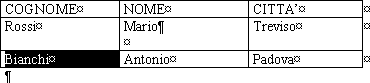 COGNOME¤ NOME¤ CITTA’¤ ¤
Rossi¤ Mario¶ Treviso¤ ¤
¤
Bianchi¤ Antonio¤ Padova¤ ¤
¶